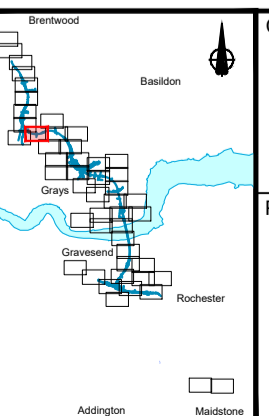 Brentwood
Basildon
Grays
Gravesend
Rochester
Addington
Maidstone